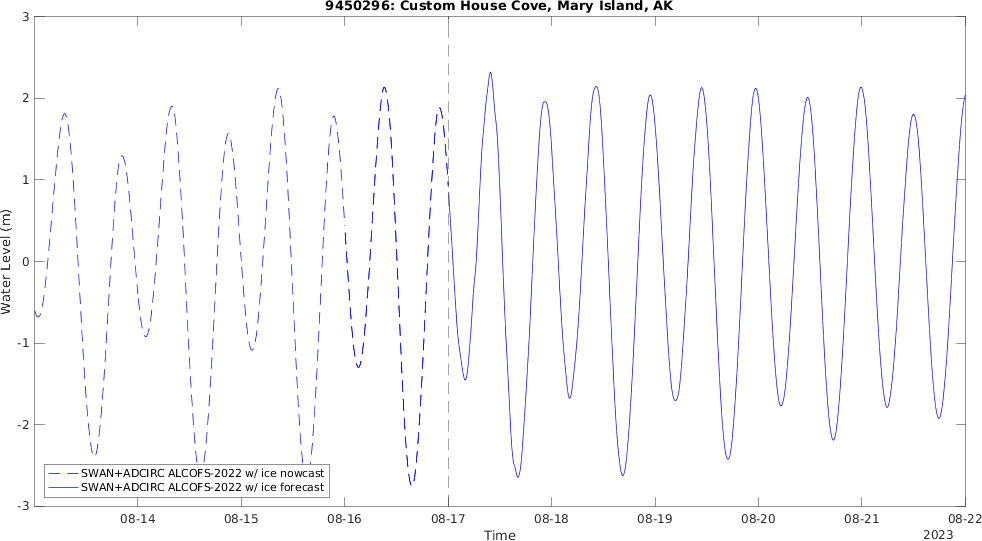 9450296: Custom House Cove, Mary Island, AK
3
2
1
0
-1
-2
-3
Water Level (m)
SWAN+ADCIRC ALCOFS-2022 w/ ice nowcast
SWAN+ADCIRC ALCOFS-2022 w/ ice forecast
08-14 08-15 08-16 08-17 08-18 08-19 08-20 08-21 08-22
Time
2023